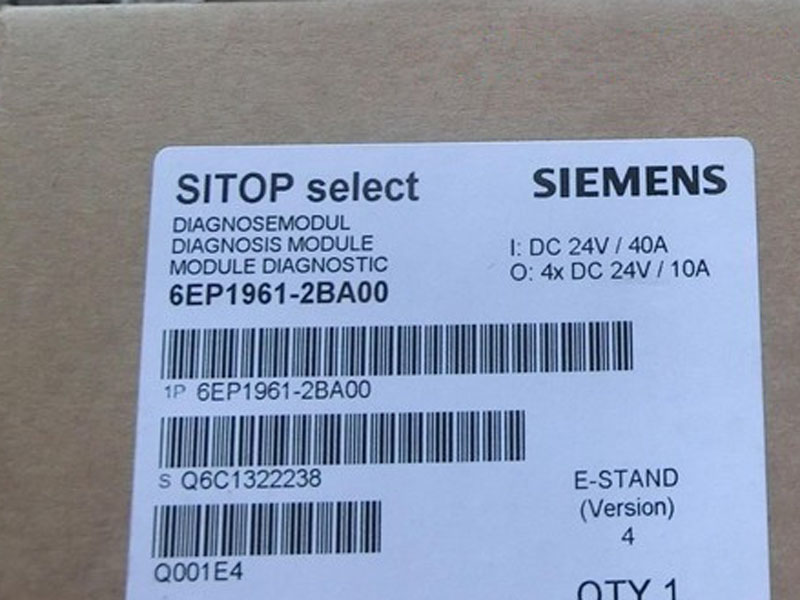 SITOP select
SIEMENS
DIAGNOSEMODUL
DIAGNOSIS MODULE
MODULE DIAGNOSTIC
6EP1961-2BA00
I: DC 24V / 40A
O: 4x DC 24V / 10A
1P 6EP1961-2BA00
S Q6C1322238
Q001E4
E-STAND
(Version)
4
QTY 1